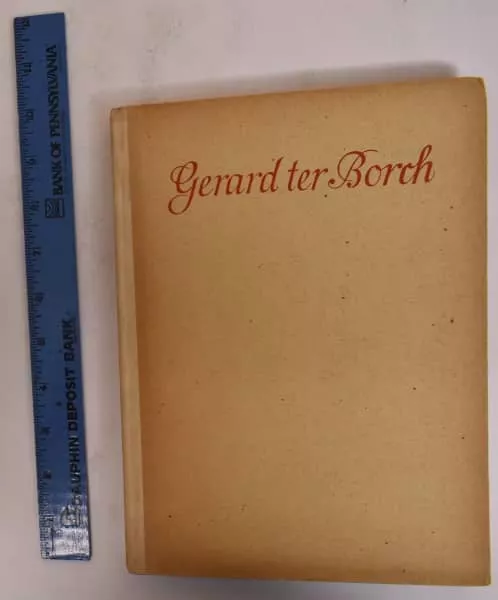 Gerard ter Borch
BANK OF PENNSYLVANIA
DAUPHIN DEPOSIT BANK